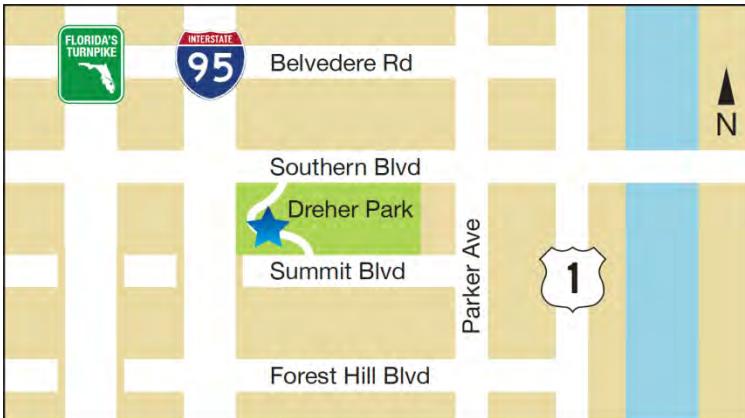 FLORIDA'S
TURNPIKE
INTERSTATE
95
Belvedere Rd
N
Southern Blvd
Dreher Park
Parker Ave
Summit Blvd
1
Forest Hill Blvd